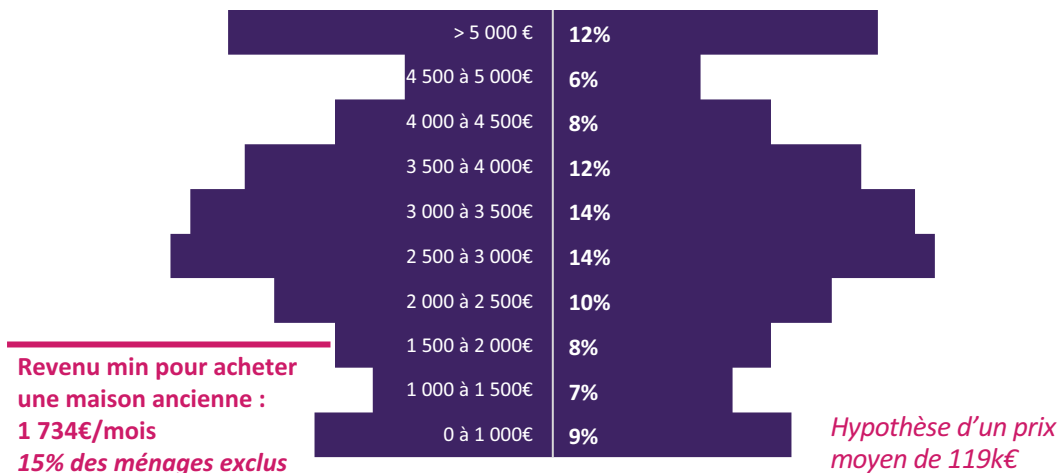 > 5 000 € 12%
4 500 à 5 000€ 6%
4 000 à 4 500€ 8%
3 500 à 4 000€ 12%
3 000 à 3 500€ 14%
2 500 à 3 000€ 14%
2 000 à 2 500€ 10%
1 500 à 2 000€ 8%
1 000 à 1 500€ 7%
0 à 1 000€ 9%
Revenu min pour acheter
une maison ancienne :
1 734€/mois
15% des ménages exclus
Hypothèse d’un prix
moyen de 119k€